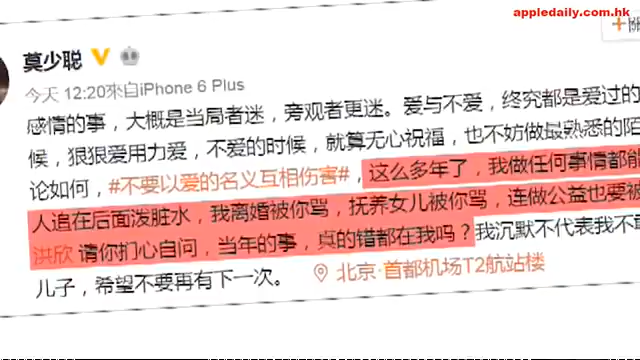 appledaily.com.hk
莫少聪
今天 12:20来自iPhone 6 Plus
感情的事，大概是当局者迷，旁观者更迷。爱与不爱，终究都是爱过的
候，狠狠爱用力爱，不爱的时候，就算无心祝福，也不妨做最熟悉的陌
论如何，#不要以爱的名义互相伤害#，这么多年了，我做任何事情都能
人追在后面泼脏水，我离婚被你骂，抚养女儿被你骂，连做公益也要被
洪欣 请你扪心自问，当年的事，真的错都在我吗？我沉默不代表我不敢
儿子，希望不要再有下一次。 北京·首都机场T2航站楼